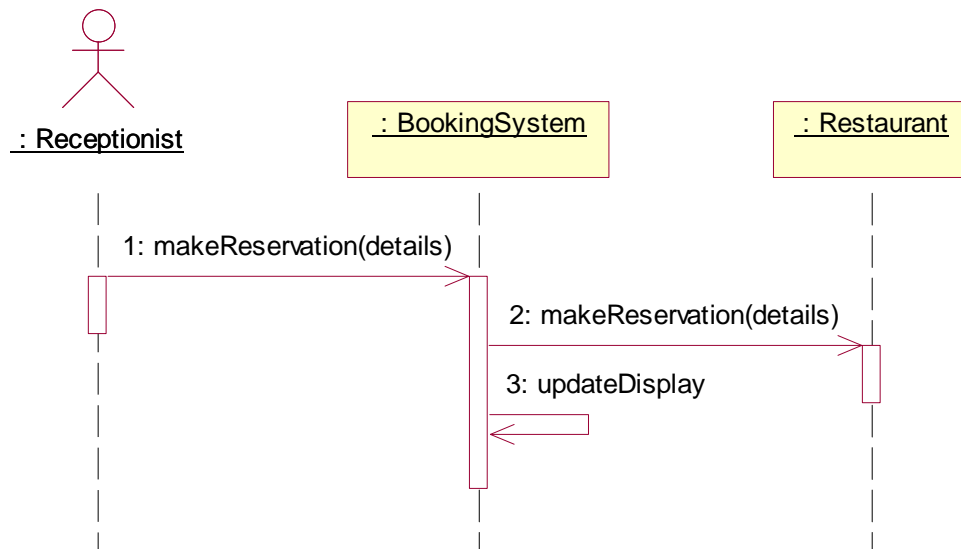 : Receptionist
: BookingSystem
: Restaurant
1: makeReservation(details)
2: makeReservation(details)
3: updateDisplay